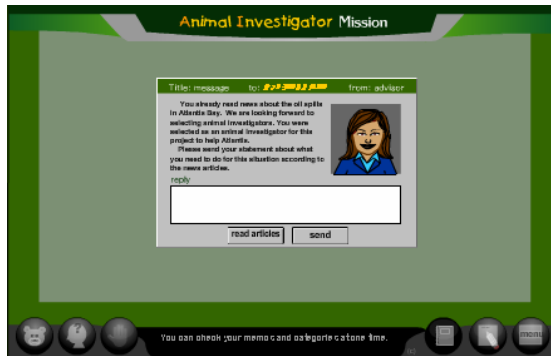 Animal Investigator Mission
Title: message to: from: advisor
You already read news about the oil spills
in Atlantis Bay. We are looking forward to
selecting animal investigators. You were
selected as an animal investigator for this
project to help Atlantis.
Please send your statement about what
you need to do for this situation according to
the news articles.
reply
read articles send
You can check your memos and categories at one time.
menu